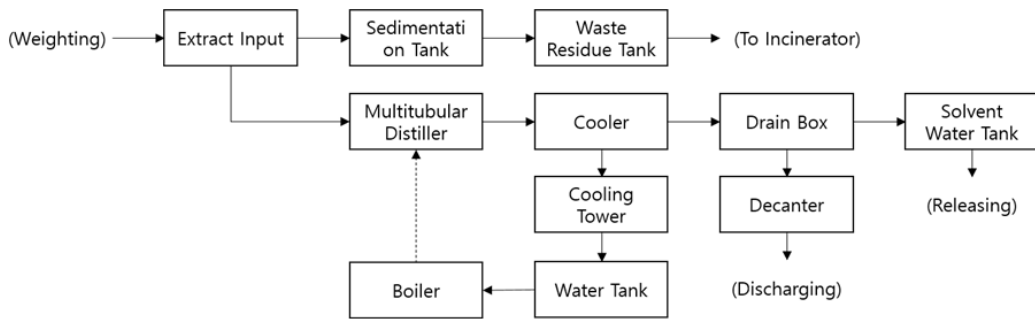 (Weighting)
Extract Input
Sedimentati
on Tank
Waste
Residue Tank
(To Incinerator)
Multitubular
Distiller
Cooler
Drain Box
Solvent
Water Tank
Cooling
Tower
Decanter
(Releasing)
Boiler
Water Tank
(Discharging)